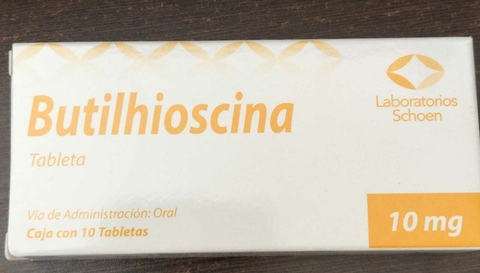 Butilhioscina
Tableta
Laboratorios
Schoen
Vía de Administración: Oral
Caja con 10 Tabletas
10 mg